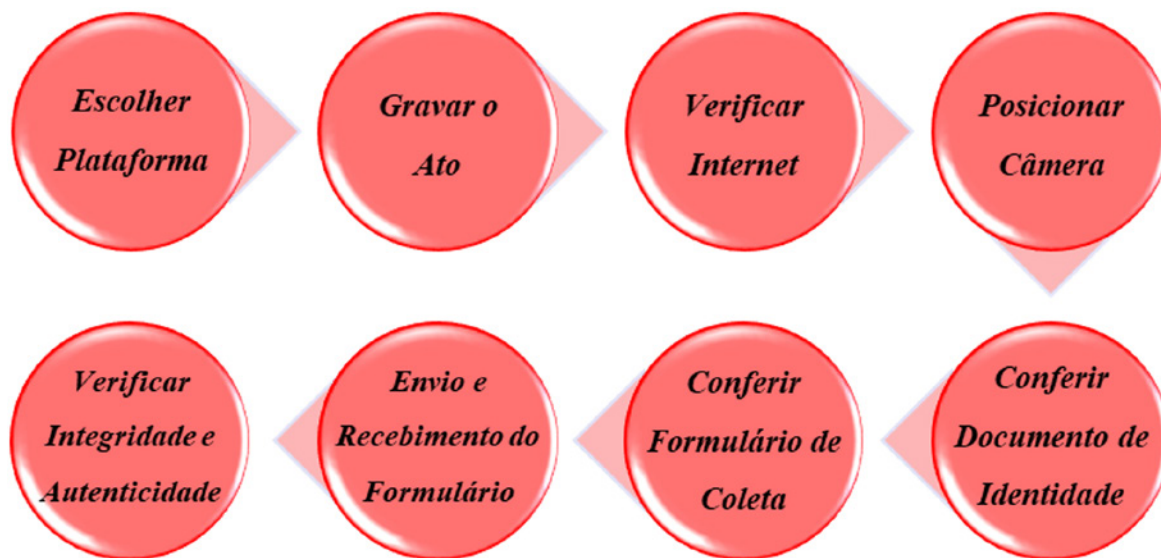 Escolher
Plataforma
Gravar o
Ato
Verificar
Internet
Posicionar
Câmera
Conferir
Documento de
Identidade
Conferir
Formulário de
Coleta
Envio e
Recebimento do
Formulário
Verificar
Integridade e
Autenticidade